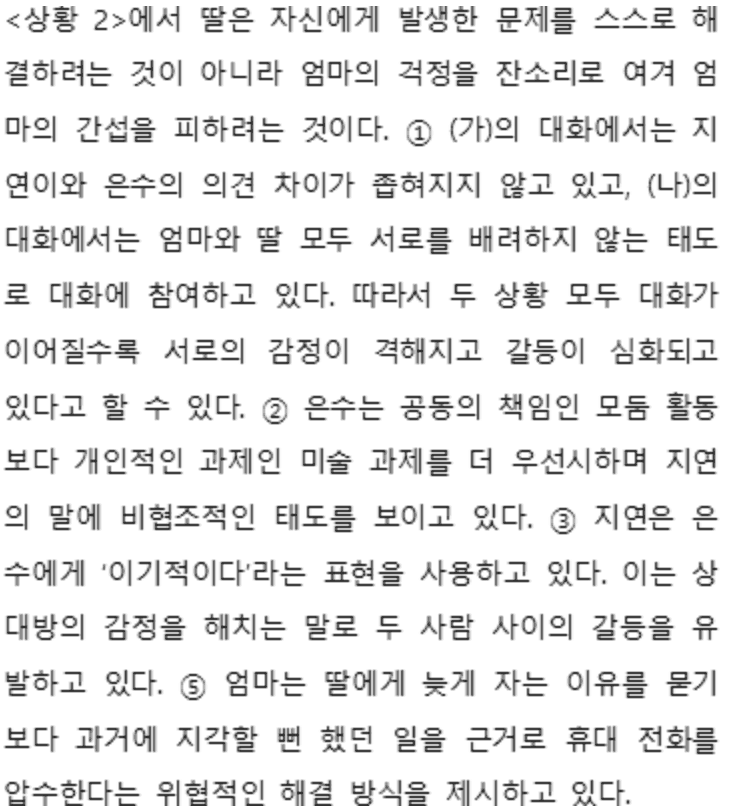 <상황 2>에서 딸은 자신에게 발생한 문제를 스스로 해
결하려는 것이 아니라 엄마의 걱정을 잔소리로 여겨 엄
마의 간섭을 피하려는 것이다. ① (가)의 대화에서는 지
연이와 은수의 의견 차이가 좁혀지지 않고 있고, (나)의
대화에서는 엄마와 딸 모두 서로를 배려하지 않는 태도
로 대화에 참여하고 있다. 따라서 두 상황 모두 대화가
이어질수록 서로의 감정이 격해지고 갈등이 심화되고
있다고 할 수 있다. ② 은수는 공동의 책임인 모둠 활동
보다 개인적인 과제인 미술 과제를 더 우선시하며 지연
의 말에 비협조적인 태도를 보이고 있다. ③ 지연은 은
수에게 '이기적이다'라는 표현을 사용하고 있다. 이는 상
대방의 감정을 해치는 말로 두 사람 사이의 갈등을 유
발하고 있다. ⑤ 엄마는 딸에게 늦게 자는 이유를 묻기
보다 과거에 지각할 뻔 했던 일을 근거로 휴대 전화를
압수한다는 위협적인 해결 방식을 제시하고 있다.